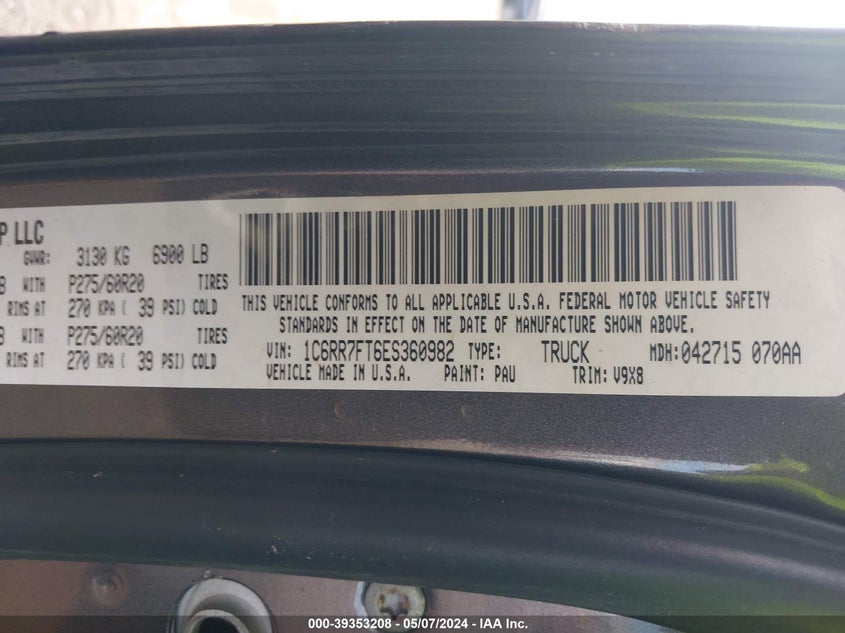 P LLC
GVWR: 3130 KG 6900 LB
B WITH P275/60R20 TIRES
RIMS AT 270 KPA ( 39 PSI) COLD
B WITH P275/60R20 TIRES
RIMS AT 270 KPA ( 39 PSI) COLD
THIS VEHICLE CONFORMS TO ALL APPLICABLE U.S.A. FEDERAL MOTOR VEHICLE SAFETY
STANDARDS IN EFFECT ON THE DATE OF MANUFACTURE SHOWN ABOVE.
VIN: 1C6RR7FT6ES360982 TYPE: TRUCK MDH:042715 070AA
VEHICLE MADE IN U.S.A. PAINT: PAU TRIM: V9X8
000-39353208 - 05/07/2024 - IAA Inc.